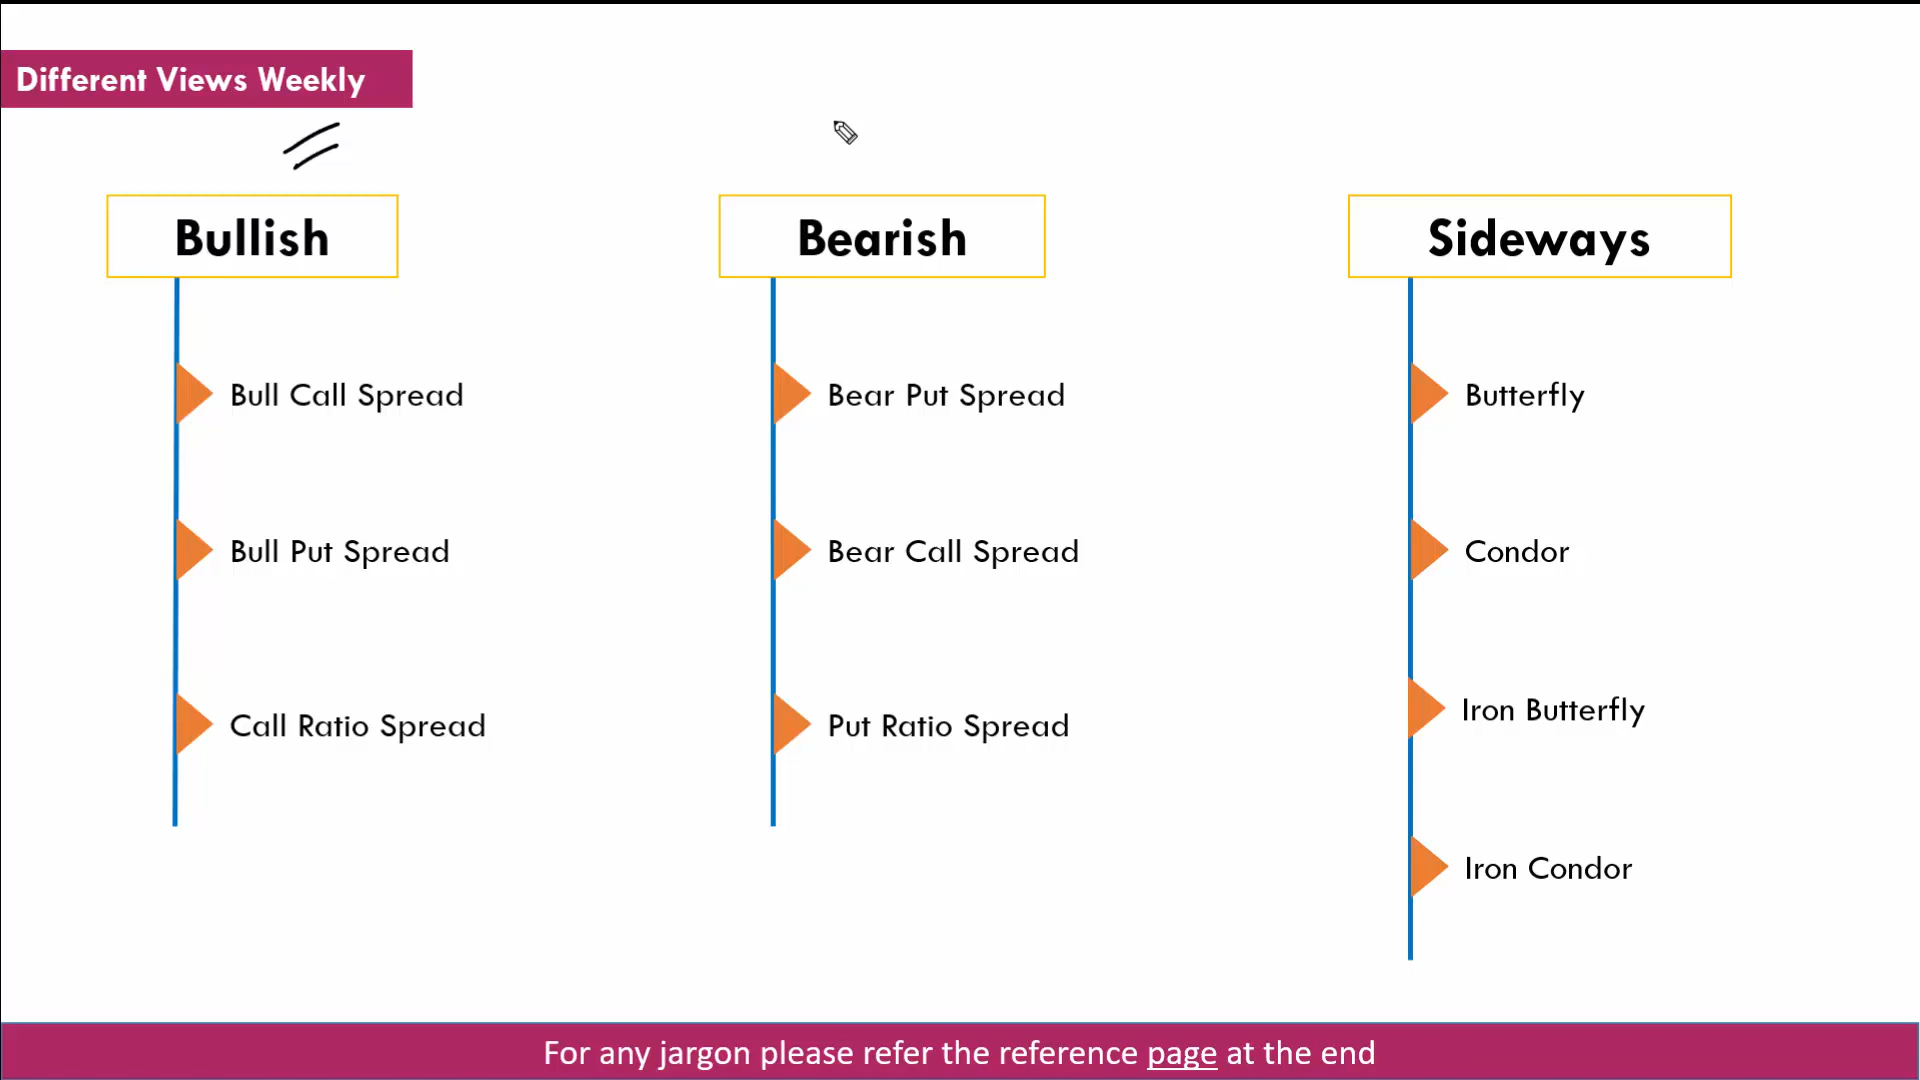 Different Views Weekly
Bullish
Bull Call Spread
Bull Put Spread
Call Ratio Spread
Bearish
Bear Put Spread
Bear Call Spread
Put Ratio Spread
Sideways
Butterfly
Condor
Iron Butterfly
Iron Condor
For any jargon please refer the reference page at the end